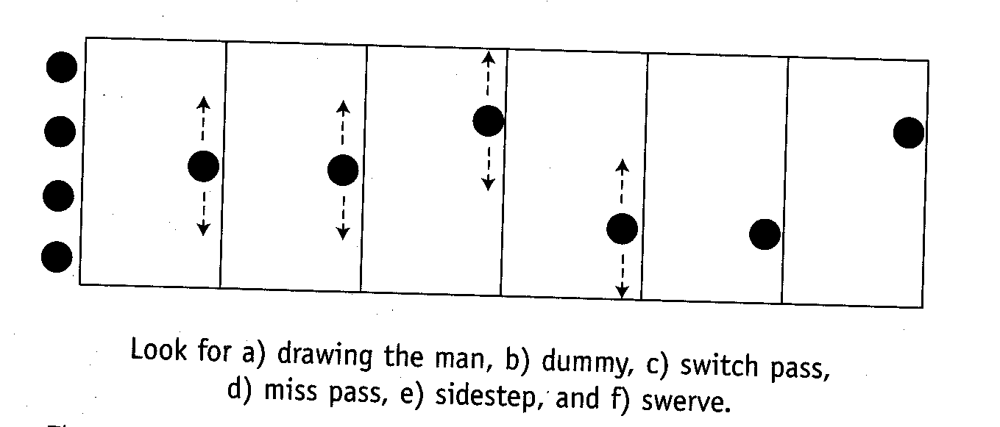 Look for a) drawing the man, b) dummy, c) switch pass,
d) miss pass, e) sidestep, and f) swerve.